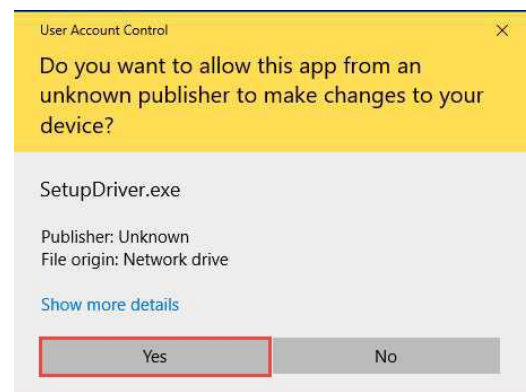 User Account Control
Do you want to allow this app from an
unknown publisher to make changes to your
device?
SetupDriver.exe
Publisher: Unknown
File origin: Network drive
Show more details
Yes
No